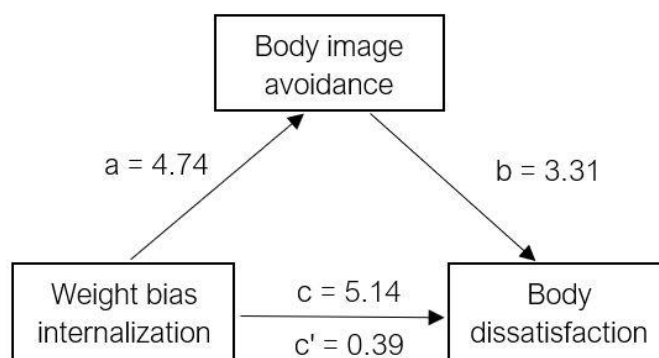 Body image
avoidance
a = 4.74
b = 3.31
Weight bias
internalization
c = 5.14
c' = 0.39
Body
dissatisfaction